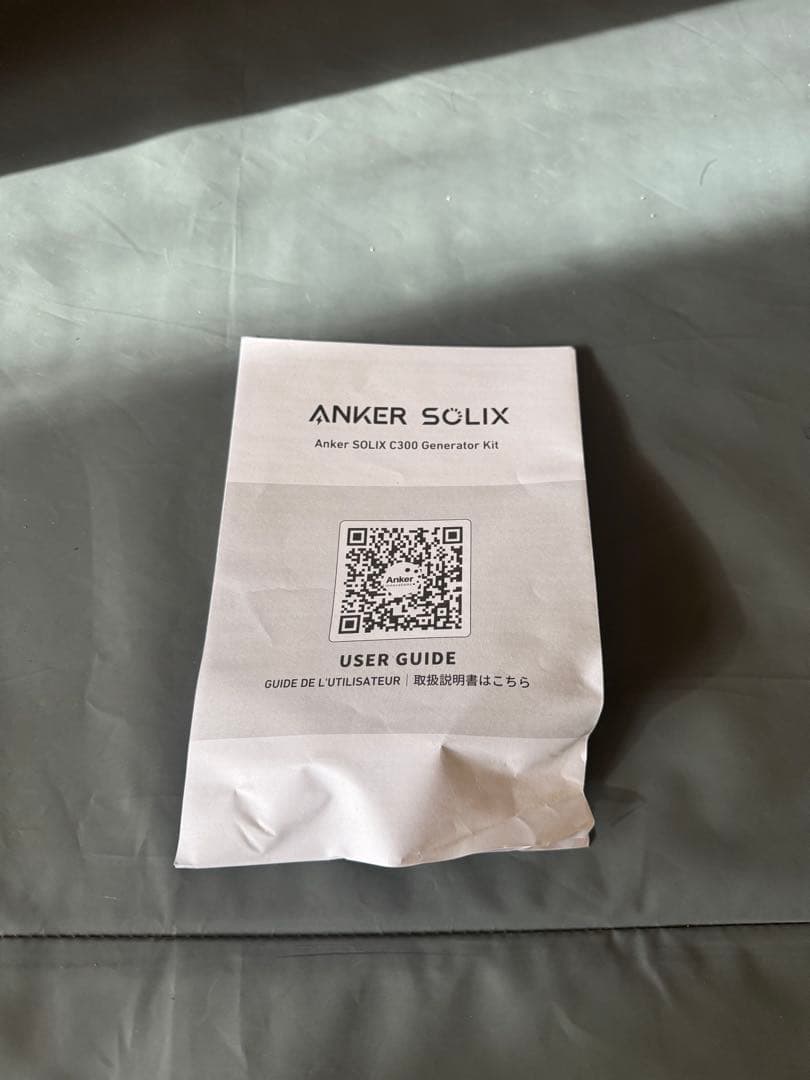 ANKER SOLIX
Anker SOLIX C300 Generator Kit
Anker
USER GUIDE
GUIDE DE L'UTILISATEUR | 取扱説明書はこちら